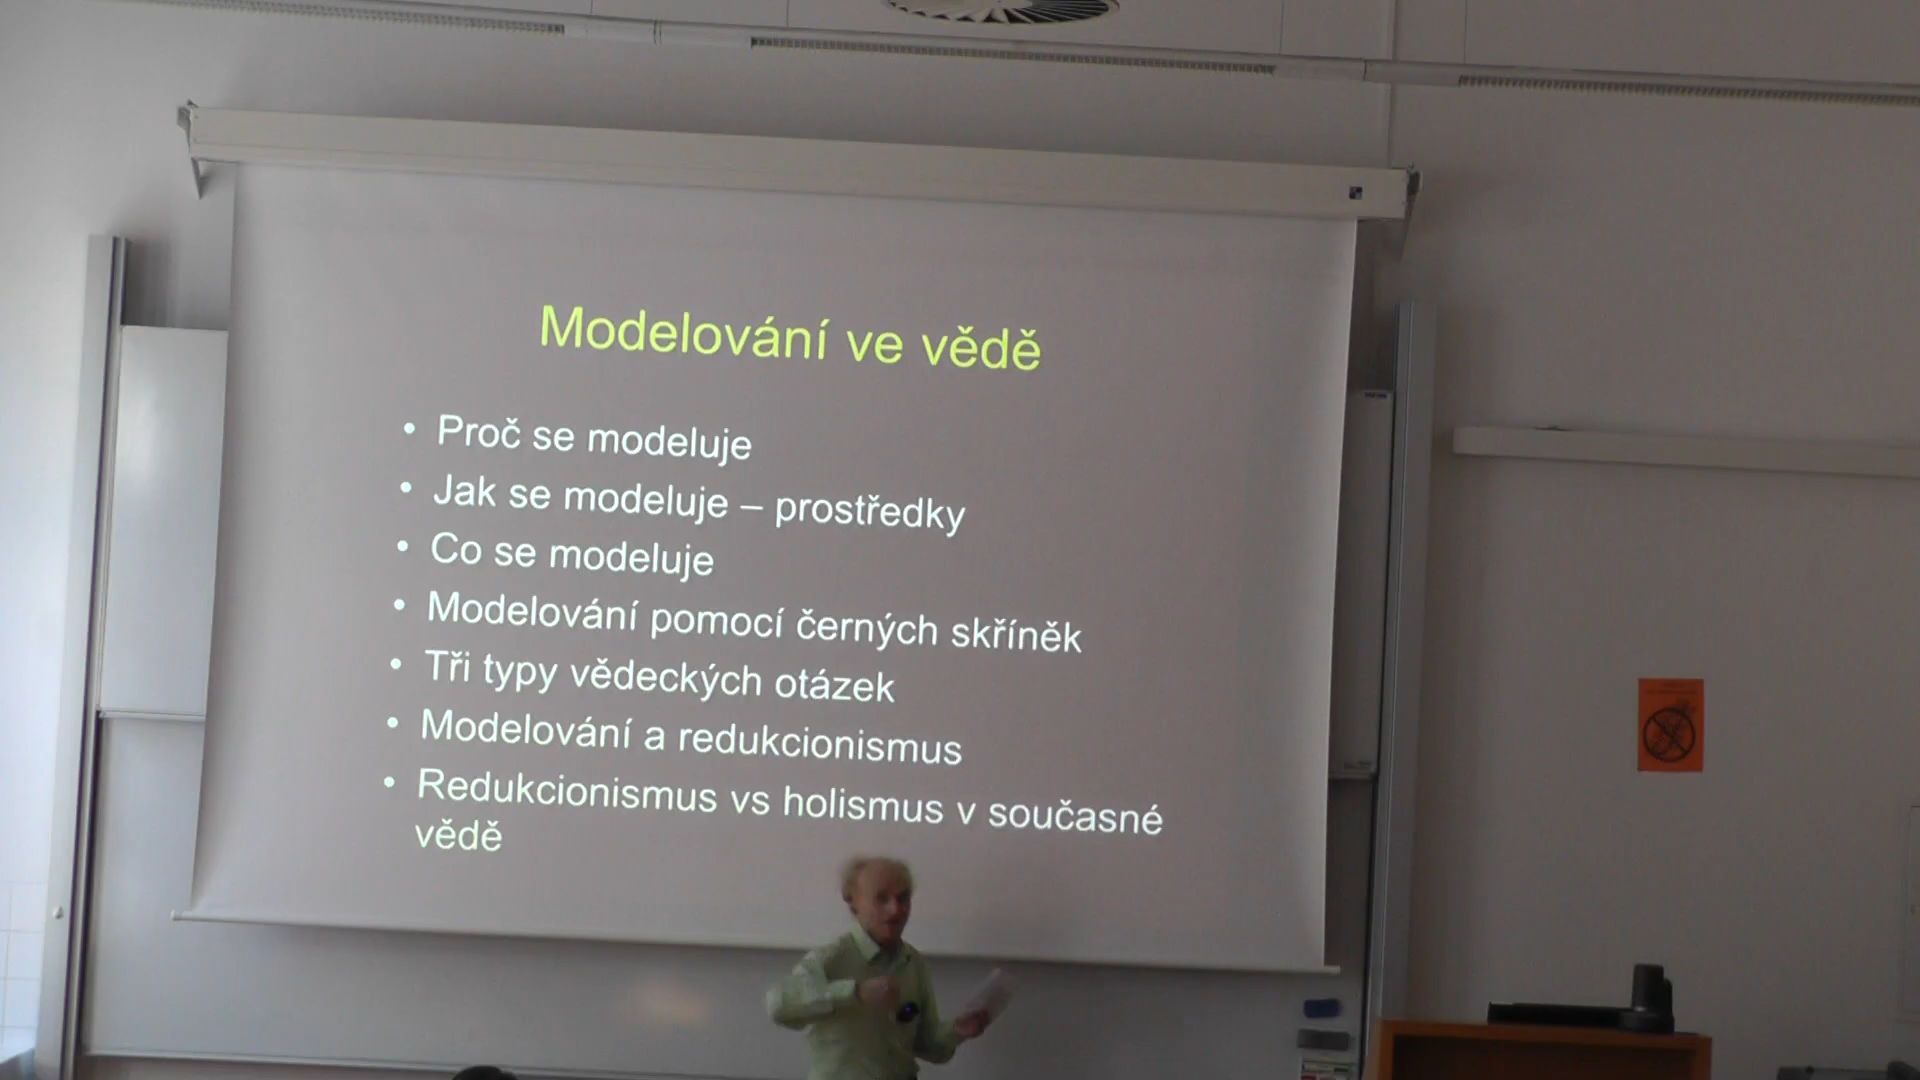 Modelování ve vědě
• Proč se modeluje
• Jak se modeluje – prostředky
• Co se modeluje
• Modelování pomocí černých skříněk
• Tři typy vědeckých otázek
• Modelování a redukcionismus
• Redukcionismus vs holismus v současné
vědě